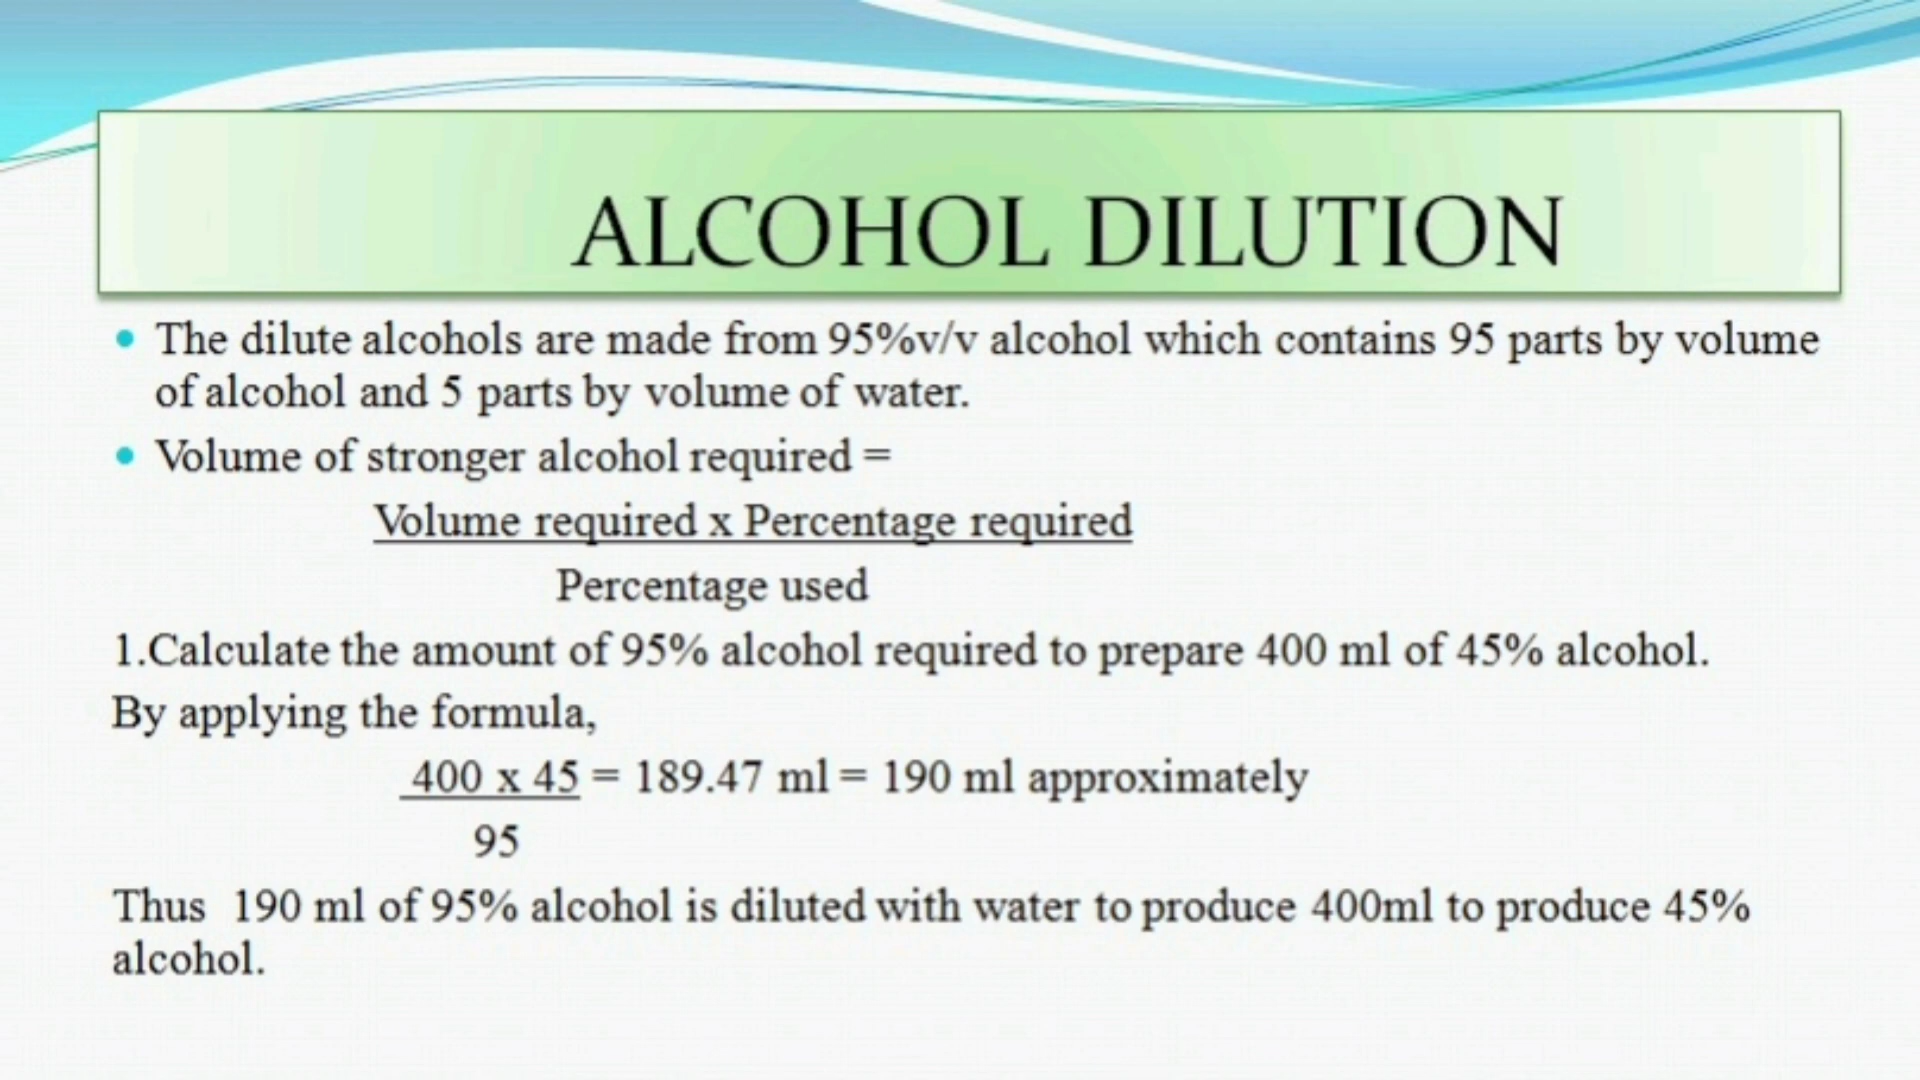 ALCOHOL DILUTION
The dilute alcohols are made from 95%v/v alcohol which contains 95 parts by volume
of alcohol and 5 parts by volume of water.
Volume of stronger alcohol required =
Volume required x Percentage required
Percentage used
1.Calculate the amount of 95% alcohol required to prepare 400 ml of 45% alcohol.
By applying the formula,
400 x 45 = 189.47 ml = 190 ml approximately
95
Thus 190 ml of 95% alcohol is diluted with water to produce 400ml to produce 45%
alcohol.